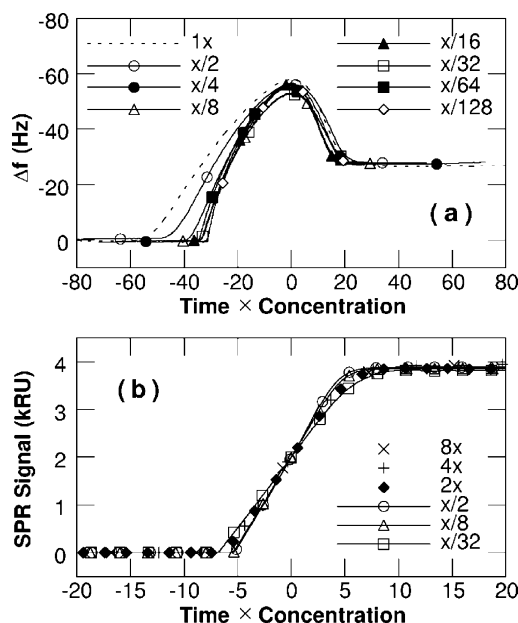 -80
-60
-40
-20
0
Δf (Hz)
1x
x/2
x/4
x/8
x/16
x/32
x/64
x/128
(a)
-80 -60 -40 -20 0 20 40 60 80
Time × Concentration
4
3
2
1
0
SPR Signal (kRU)
(b)
8x
4x
2x
x/2
x/8
x/32
-20 -15 -10 -5 0 5 10 15 20
Time × Concentration